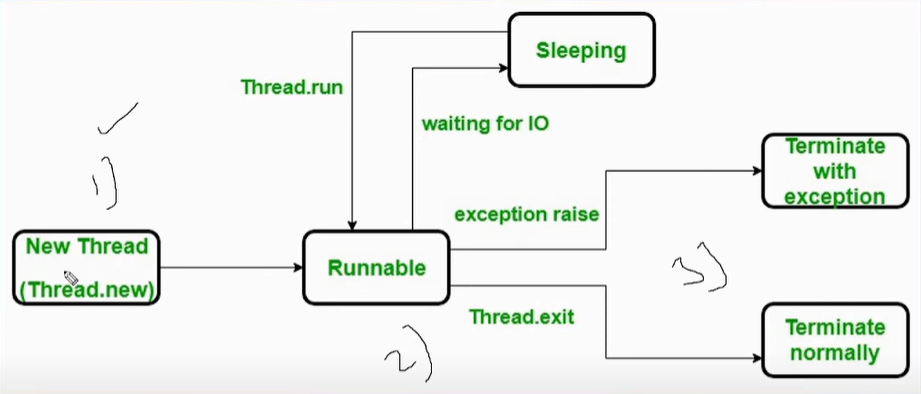 Sleeping
Thread.run
waiting for IO
1)
Terminate
with
exception
exception raise
New Thread
(Thread.new)
Runnable
3)
Thread.exit
2)
Terminate
normally